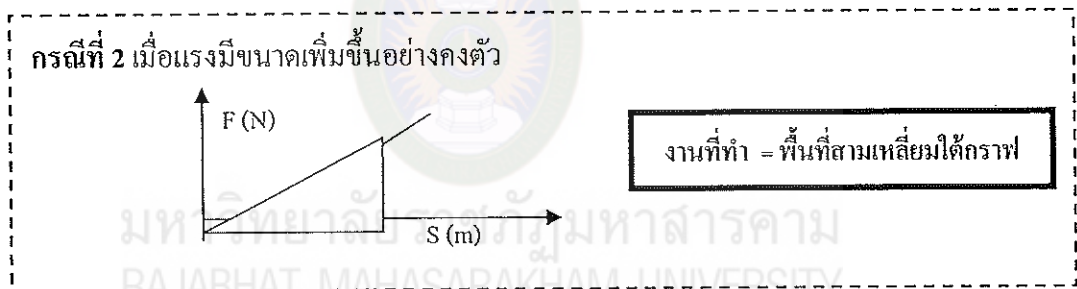 กรณีที่ 2 เมื่อแรงมีขนาดเพิ่มขึ้นอย่างคงตัว
F (N)
งานที่ทำ = พื้นที่สามเหลี่ยมใต้กราฟ
S (m)
มหาวิทยาลัยราชภัฏมหาสารคาม
RAJABHAT MAHASARAKHAM UNIVERSITY